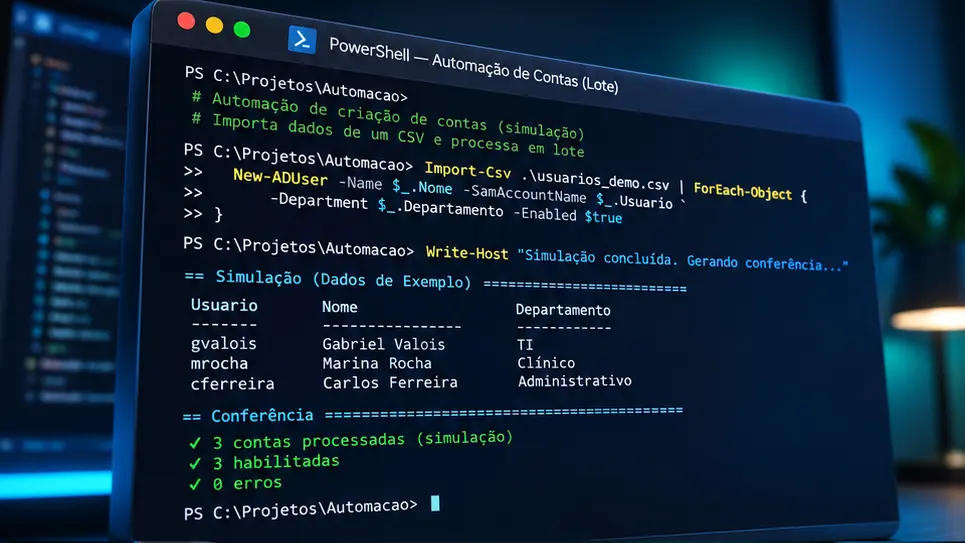 PowerShell — Automação de Contas (Lote)
PS C:\Projetos\Automacao>
# Automação de criação de contas (simulação)
# Importa dados de um CSV e processa em lote
PS C:\Projetos\Automacao> Import-Csv .\usuarios_demo.csv | ForEach-Object {
>> New-ADUser -Name $_.Nome -SamAccountName $_.Usuario `
>> -Department $_.Departamento -Enabled $true
>> }
PS C:\Projetos\Automacao> Write-Host "Simulação concluída. Gerando conferência..."
== Simulação (Dados de Exemplo) =========================
Usuario Nome Departamento
------- ----------------- ------------
gvalois Gabriel Valois TI
mrocha Marina Rocha Clínico
cferreira Carlos Ferreira Administrativo
== Conferência ===========================================
✓ 3 contas processadas (simulação)
✓ 3 habilitadas
✓ 0 erros
PS C:\Projetos\Automacao>